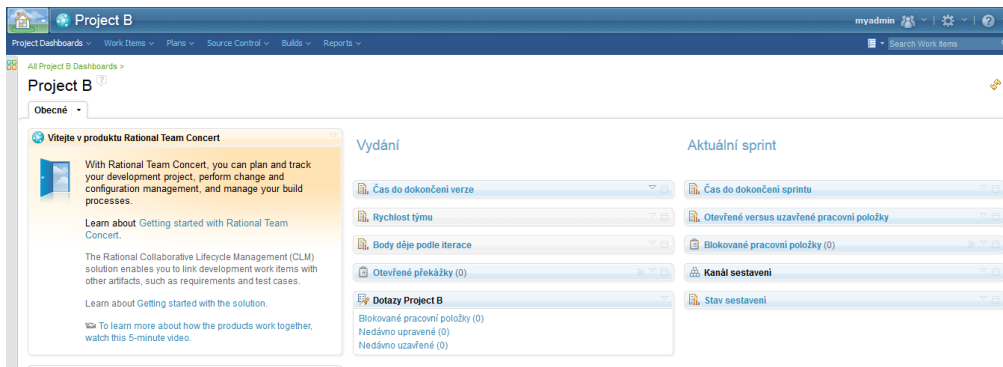 Project B
myadmin
Project Dashboards Work Items Plans Source Control Builds Reports
Search Work Items
All Project B Dashboards >
Project B ?
Obecné
Vítejte v produktu Rational Team Concert
With Rational Team Concert, you can plan and track
your development project, perform change and
configuration management, and manage your build
processes.
Learn about Getting started with Rational Team
Concert.
The Rational Collaborative Lifecycle Management (CLM)
solution enables you to link development work items with
other artifacts, such as requirements and test cases.
Learn about Getting started with the solution.
To learn more about how the products work together,
watch this 5-minute video.
Vydání
Čas do dokončení verze
Rychlost týmu
Body děje podle iterace
Otevřené překážky (0)
Dotazy Project B
Blokované pracovní položky (0)
Nedávno upravené (0)
Nedávno uzavřené (0)
Aktuální sprint
Čas do dokončení sprintu
Otevřené versus uzavřené pracovní položky
Blokované pracovní položky (0)
Kanál sestavení
Stav sestavení